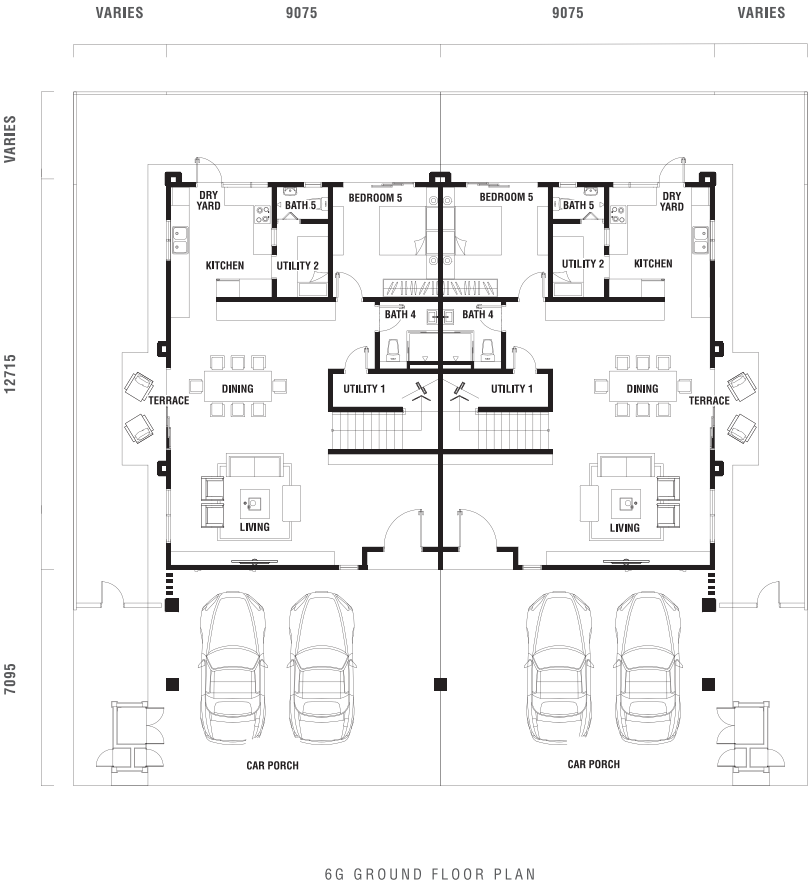 VARIES 9075 9075 VARIES
VARIES
12715
7095
DRY
YARD
BATH 5
BEDROOM 5
BEDROOM 5
BATH 5
DRY
YARD
KITCHEN
UTILITY 2
UTILITY 2
KITCHEN
BATH 4
BATH 4
DINING
UTILITY 1
UTILITY 1
DINING
TERRACE
TERRACE
LIVING
LIVING
CAR PORCH
CAR PORCH
6G GROUND FLOOR PLAN